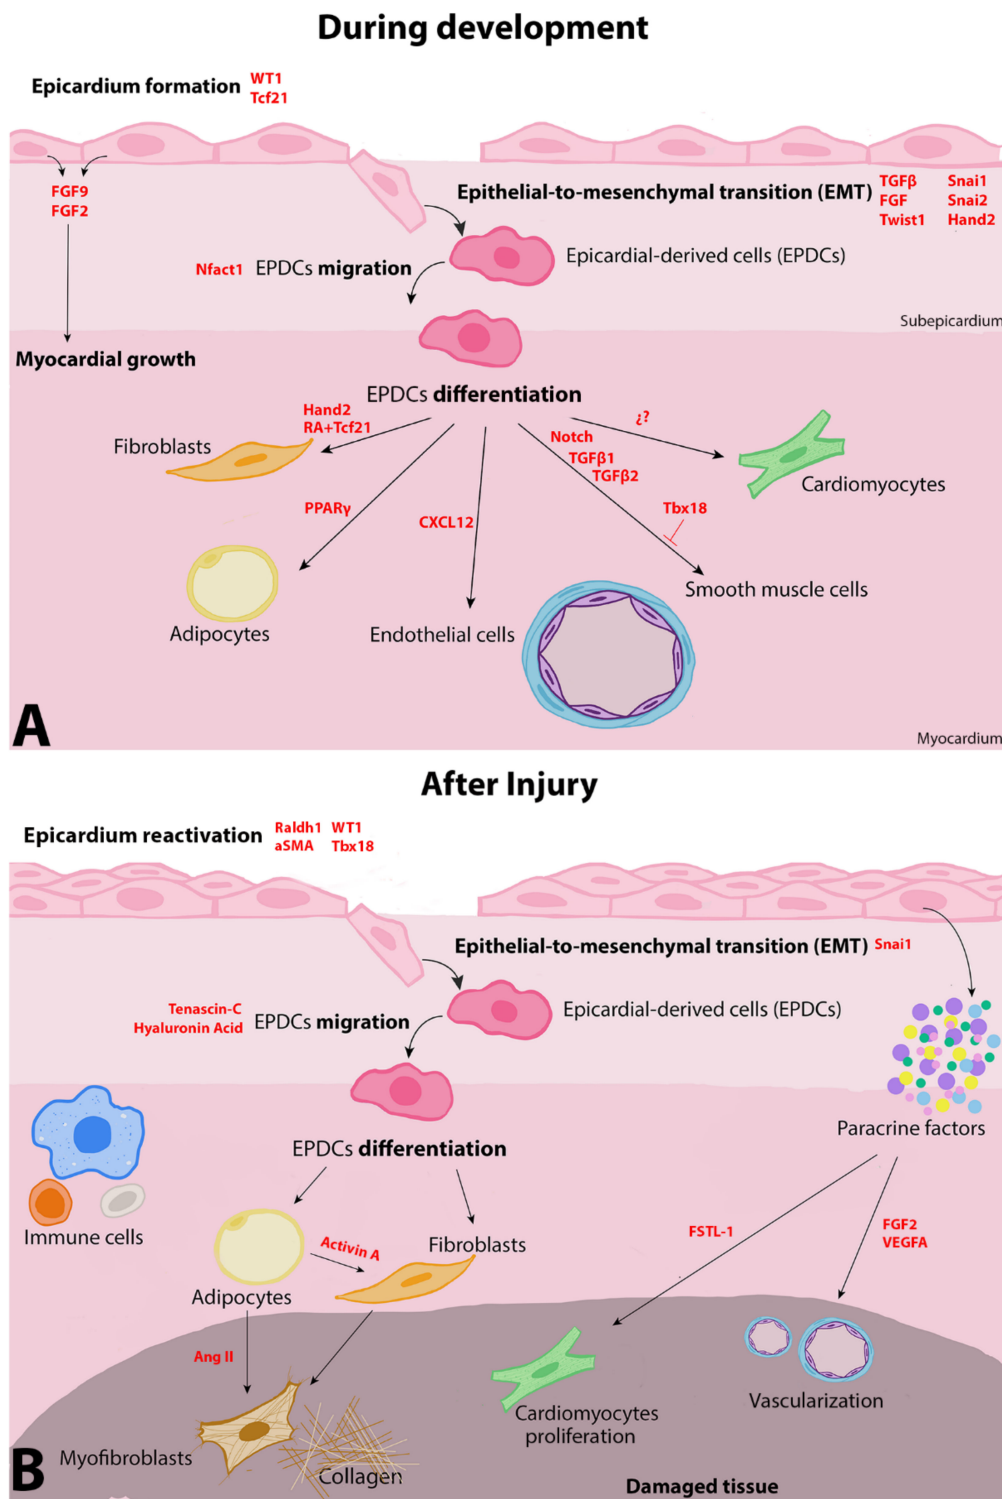 During development
Epicardium formation
WT1
Tcf21
FGF9
FGF2
Epithelial-to-mesenchymal transition (EMT)
TGFβ Snai1
FGF Snai2
Twist1 Hand2
Nfact1 EPDCs migration
Epicardial-derived cells (EPDCs)
Subepicardium
Myocardial growth
EPDCs differentiation
Hand2
RA+Tcf21
Fibroblasts
¿?
Notch
TGFβ1
TGFβ2
Cardiomyocytes
PPARγ
CXCL12
Tbx18
Smooth muscle cells
Adipocytes
Endothelial cells
A
Myocardium
After Injury
Epicardium reactivation
Raldh1 WT1
aSMA Tbx18
Epithelial-to-mesenchymal transition (EMT) Snai1
Tenascin-C
Hyaluronin Acid
EPDCs migration
Epicardial-derived cells (EPDCs)
Paracrine factors
EPDCs differentiation
Immune cells
Activin A
Fibroblasts
Adipocytes
FSTL-1
FGF2
VEGFA
Ang II
Vascularization
Cardiomyocytes
proliferation
Myofibroblasts
Collagen
B
Damaged tissue